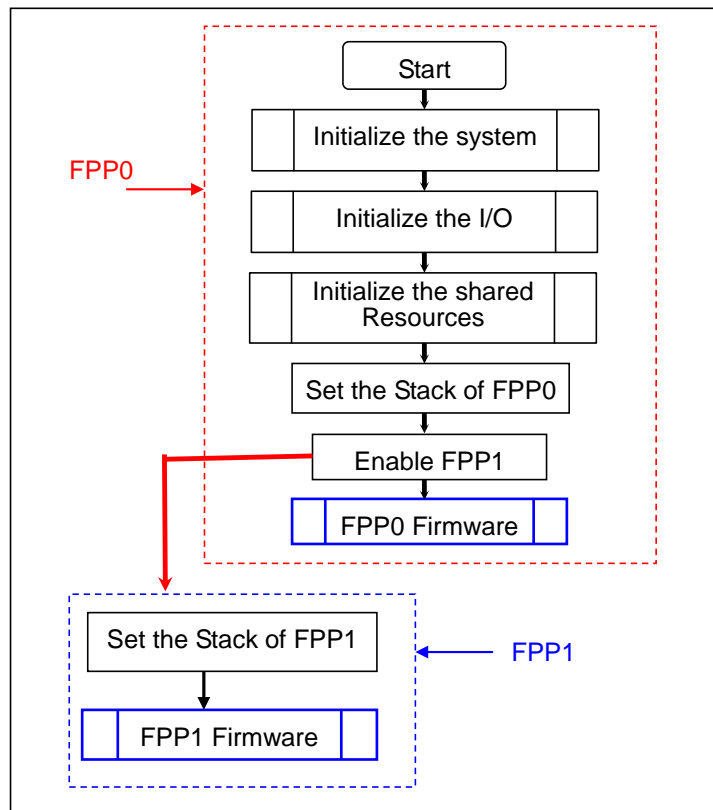 Start
Initialize the system
FPP0
Initialize the I/O
Initialize the shared
Resources
Set the Stack of FPP0
Enable FPP1
FPP0 Firmware
Set the Stack of FPP1
FPP1
FPP1 Firmware